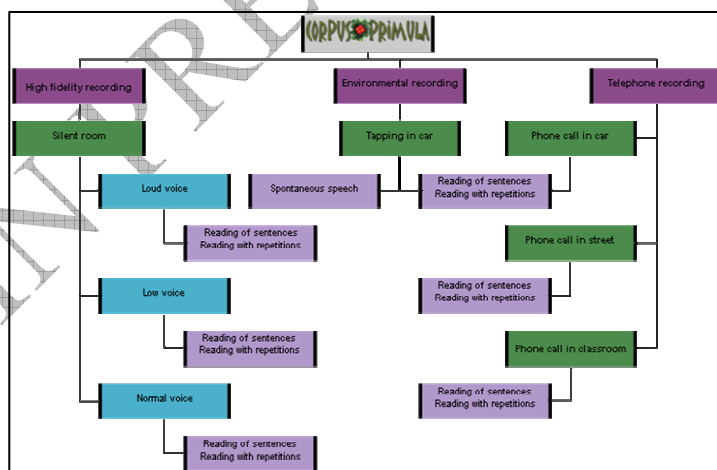 CORPUS PRIMULA
High fidelity recording
Environmental recording
Telephone recording
Silent room
Tapping in car
Phone call in car
Loud voice
Spontaneous speech
Reading of sentences
Reading with repetitions
Reading of sentences
Reading with repetitions
Phone call in street
Low voice
Reading of sentences
Reading with repetitions
Reading of sentences
Reading with repetitions
Phone call in classroom
Normal voice
Reading of sentences
Reading with repetitions
Reading of sentences
Reading with repetitions